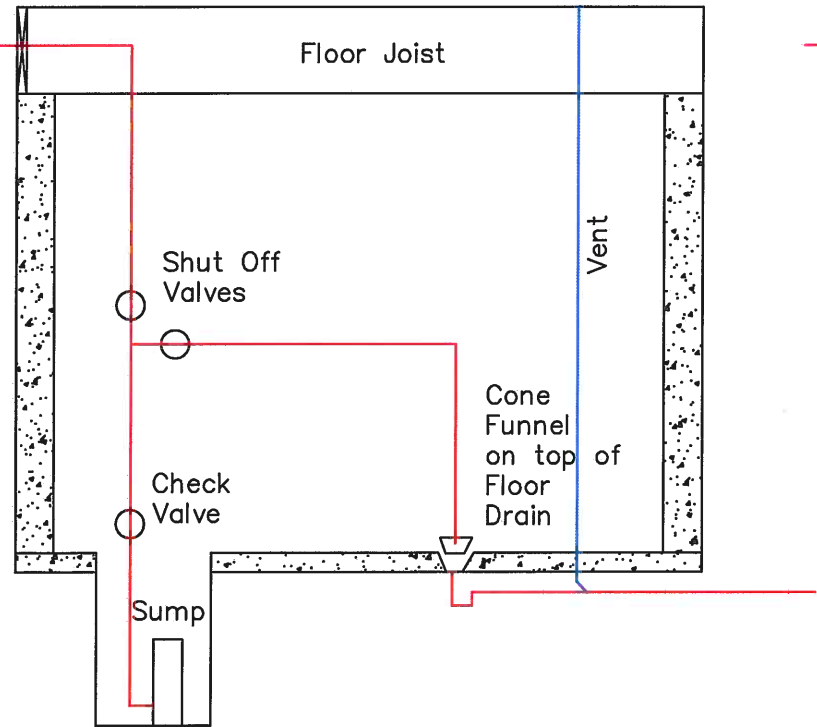 Floor Joist
Vent
Shut Off
Valves
Cone
Funnel
on top of
Floor
Drain
Check
Valve
Sump